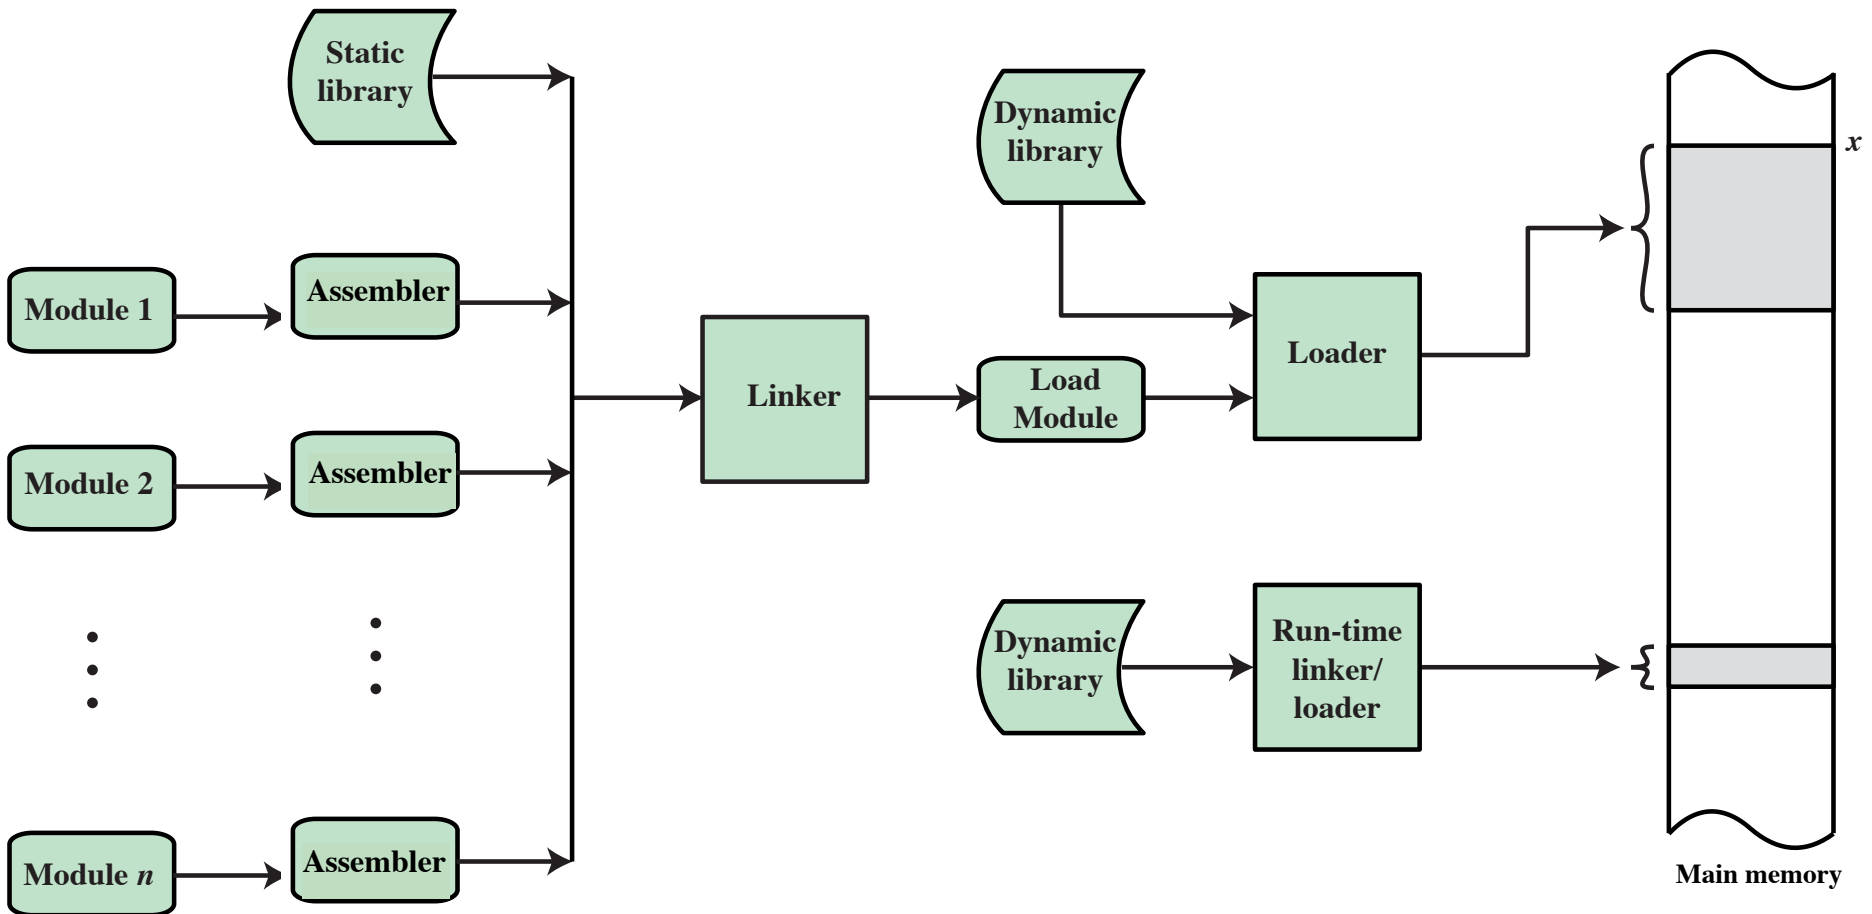 Static
library
Dynamic
library
x
Module 1
Assembler
Loader
Linker
Load
Module
Module 2
Assembler
Dynamic
library
Run-time
linker/
loader
Module n
Assembler
Main memory